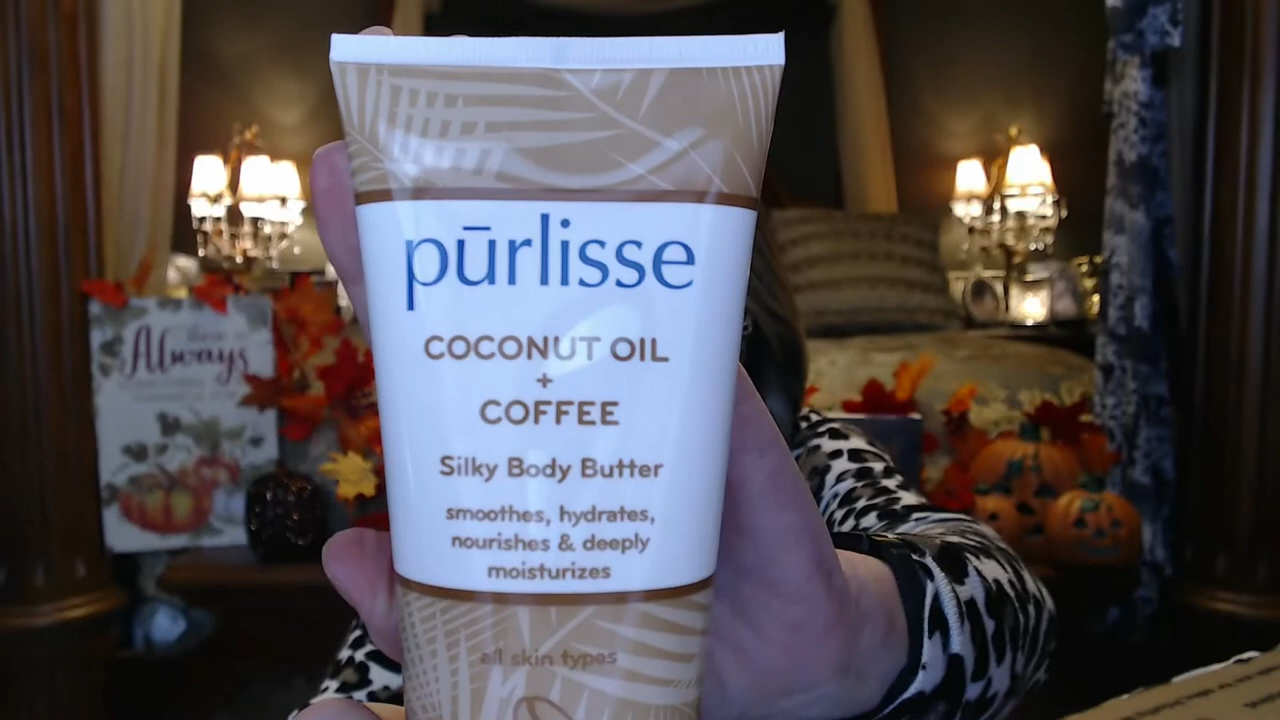 pūrlisse
COCONUT OIL
+
COFFEE
Silky Body Butter
smoothes, hydrates,
nourishes & deeply
moisturizes
all skin types
Always